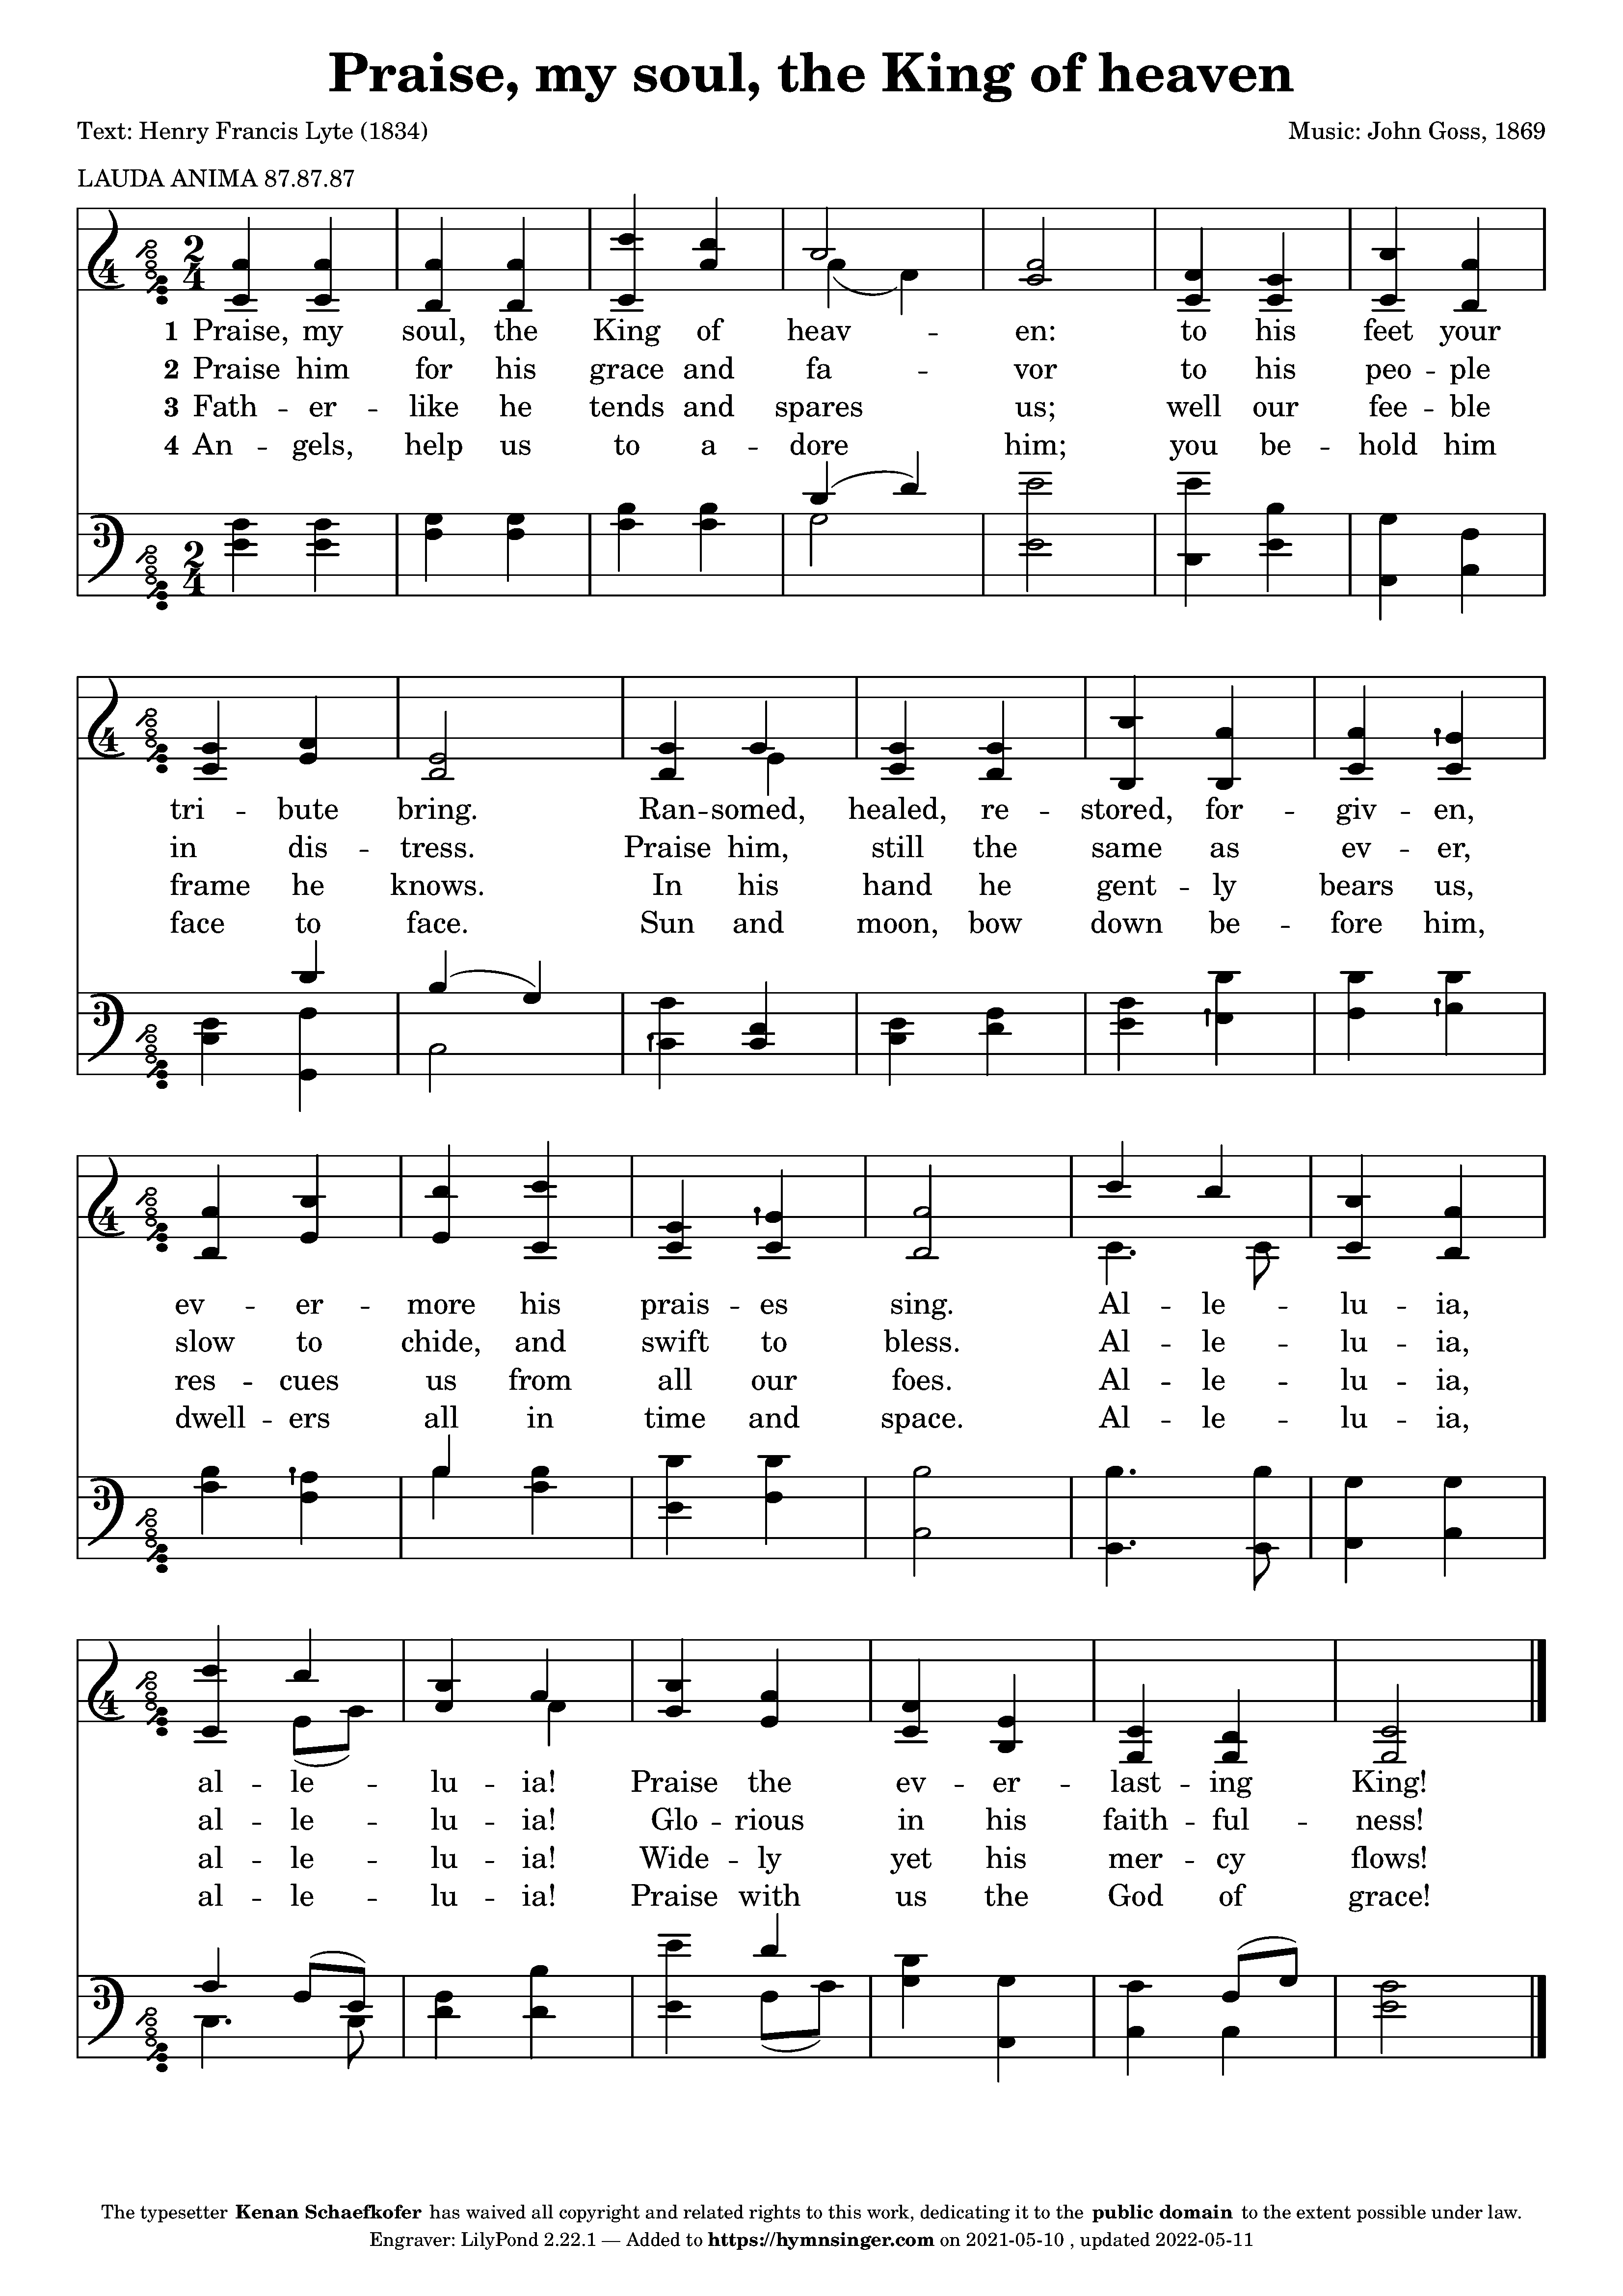 Praise, my soul, the King of heaven
Text: Henry Francis Lyte (1834) Music: John Goss, 1869
LAUDA ANIMA 87.87.87
4 2 4
1 Praise, my soul, the King of heav - en: to his feet your
2 Praise him for his grace and fa - vor to his peo - ple
3 Fath - er - like he tends and spares us; well our fee - ble
4 An - gels, help us to a - dore him; you be - hold him
3 2 4
4
tri - bute bring. Ran - somed, healed, re - stored, for - giv - en,
in dis - tress. Praise him, still the same as ev - er,
frame he knows. In his hand he gent - ly bears us,
face to face. Sun and moon, bow down be - fore him,
3
4
ev - er - more his prais - es sing. Al - le - lu - ia,
slow to chide, and swift to bless. Al - le - lu - ia,
res - cues us from all our foes. Al - le - lu - ia,
dwell - ers all in time and space. Al - le - lu - ia,
3
4
al - le - lu - ia! Praise the ev - er - last - ing King!
al - le - lu - ia! Glo - rious in his faith - ful - ness!
al - le - lu - ia! Wide - ly yet his mer - cy flows!
al - le - lu - ia! Praise with us the God of grace!
3
The typesetter Kenan Schaefkofer has waived all copyright and related rights to this work, dedicating it to the public domain to the extent possible under law.
Engraver: LilyPond 2.22.1 — Added to https://hymnsinger.com on 2021-05-10 , updated 2022-05-11